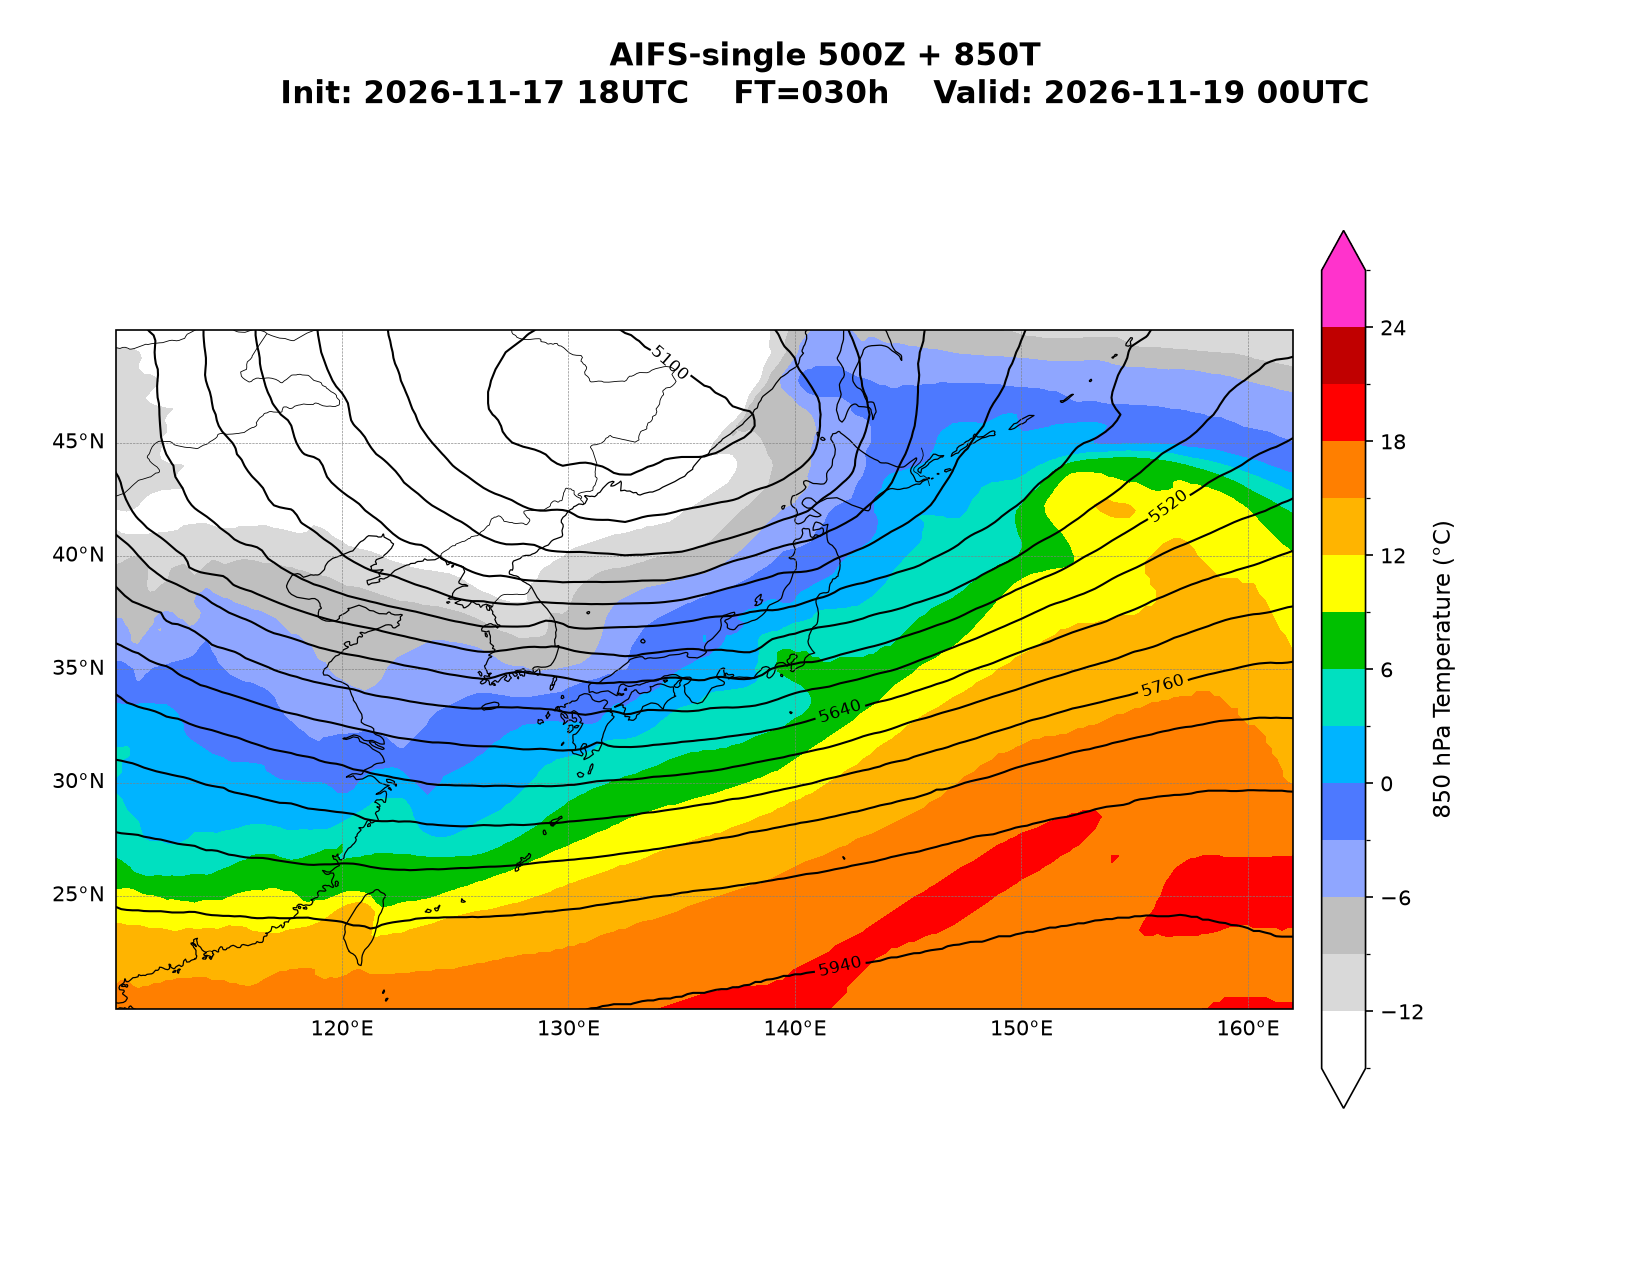 AIFS-single 500Z + 850T
Init: 2026-11-17 18UTC    FT=030h    Valid: 2026-11-19 00UTC
5100
5520
5760
5640
5940
45°N
40°N
35°N
30°N
25°N
120°E
130°E
140°E
150°E
160°E
24
18
12
6
0
−6
−12
850 hPa Temperature (°C)